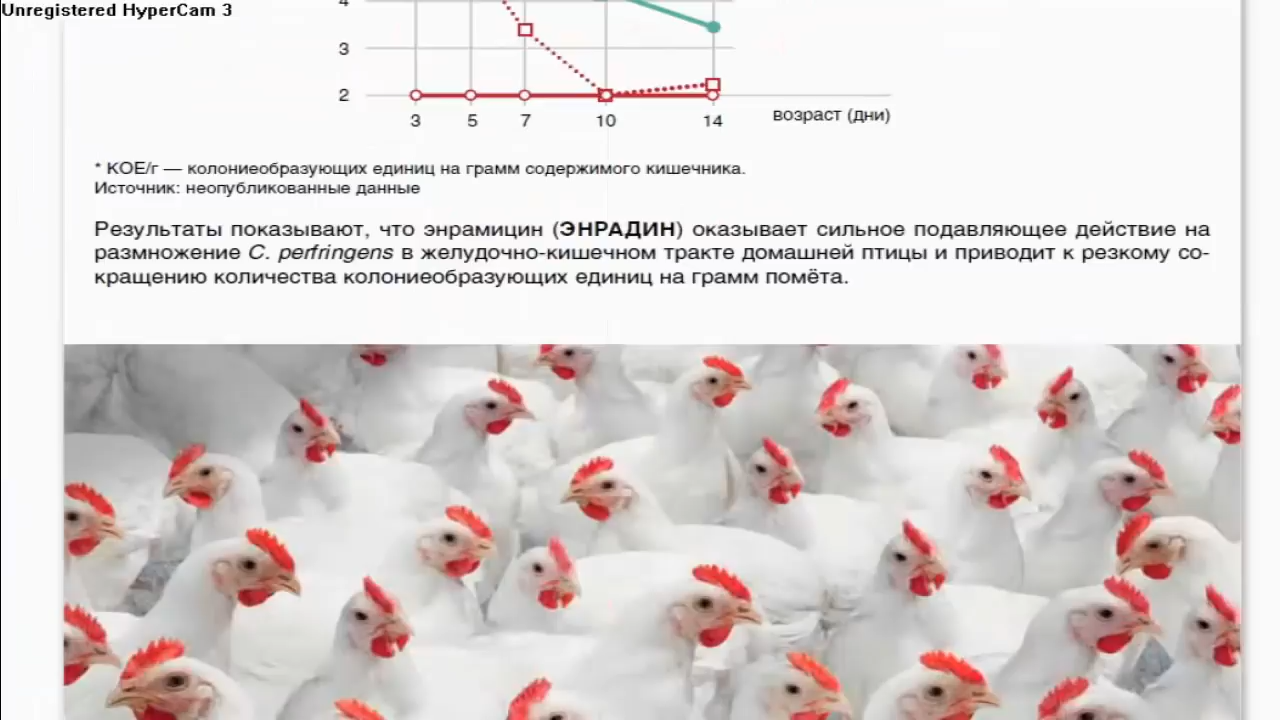 Unregistered HyperCam 3
4
3
2
3 5 7 10 14 возраст (дни)
* КОЕ/г — колониеобразующих единиц на грамм содержимого кишечника.
Источник: неопубликованные данные
Результаты показывают, что энрамицин (ЭНРАДИН) оказывает сильное подавляющее действие на
размножение C. perfringens в желудочно-кишечном тракте домашней птицы и приводит к резкому со-
кращению количества колониеобразующих единиц на грамм помёта.